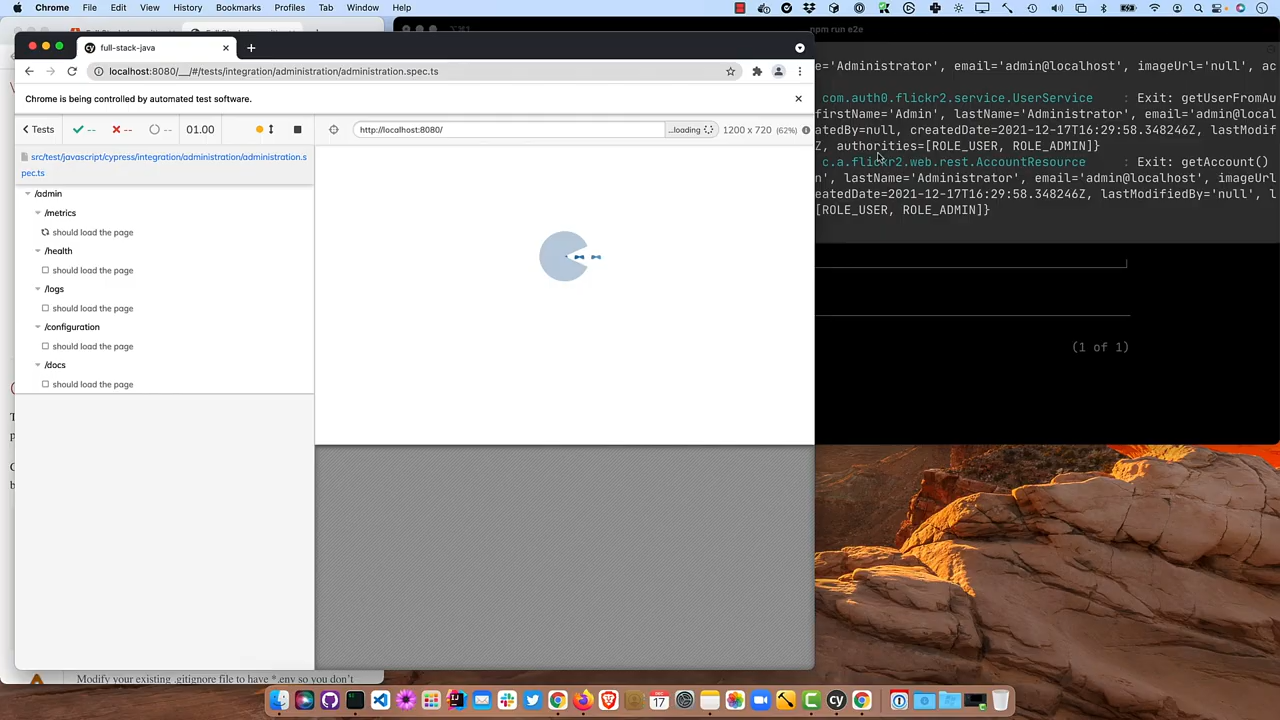 Chrome File Edit View History Bookmarks Profiles Tab Window Help
npm run e2e
full-stack-java
localhost:8080/__/#/tests/integration/administration/administration.spec.ts
Chrome is being controlled by automated test software.
Tests -- -- -- 01.00
http://localhost:8080/ ...loading 1200 x 720 (62%)
src/test/javascript/cypress/integration/administration/administration.s
pec.ts
/admin
/metrics
should load the page
/health
should load the page
/logs
should load the page
/configuration
should load the page
/docs
should load the page
='Administrator', email='admin@localhost', imageUrl='null', ac
com.auth0.flickr2.service.UserService : Exit: getUserFromAu
firstName='Admin', lastName='Administrator', email='admin@local
atedBy=null, createdDate=2021-12-17T16:29:58.348246Z, lastModif
Z, authorities=[ROLE_USER, ROLE_ADMIN]}
c.a.flickr2.web.rest.AccountResource : Exit: getAccount()
n', lastName='Administrator', email='admin@localhost', imageUrl
eatedDate=2021-12-17T16:29:58.348246Z, lastModifiedBy='null', l
[ROLE_USER, ROLE_ADMIN]}
(1 of 1)
Modify your existing .gitignore file to have *.env so you don't
DEC
17